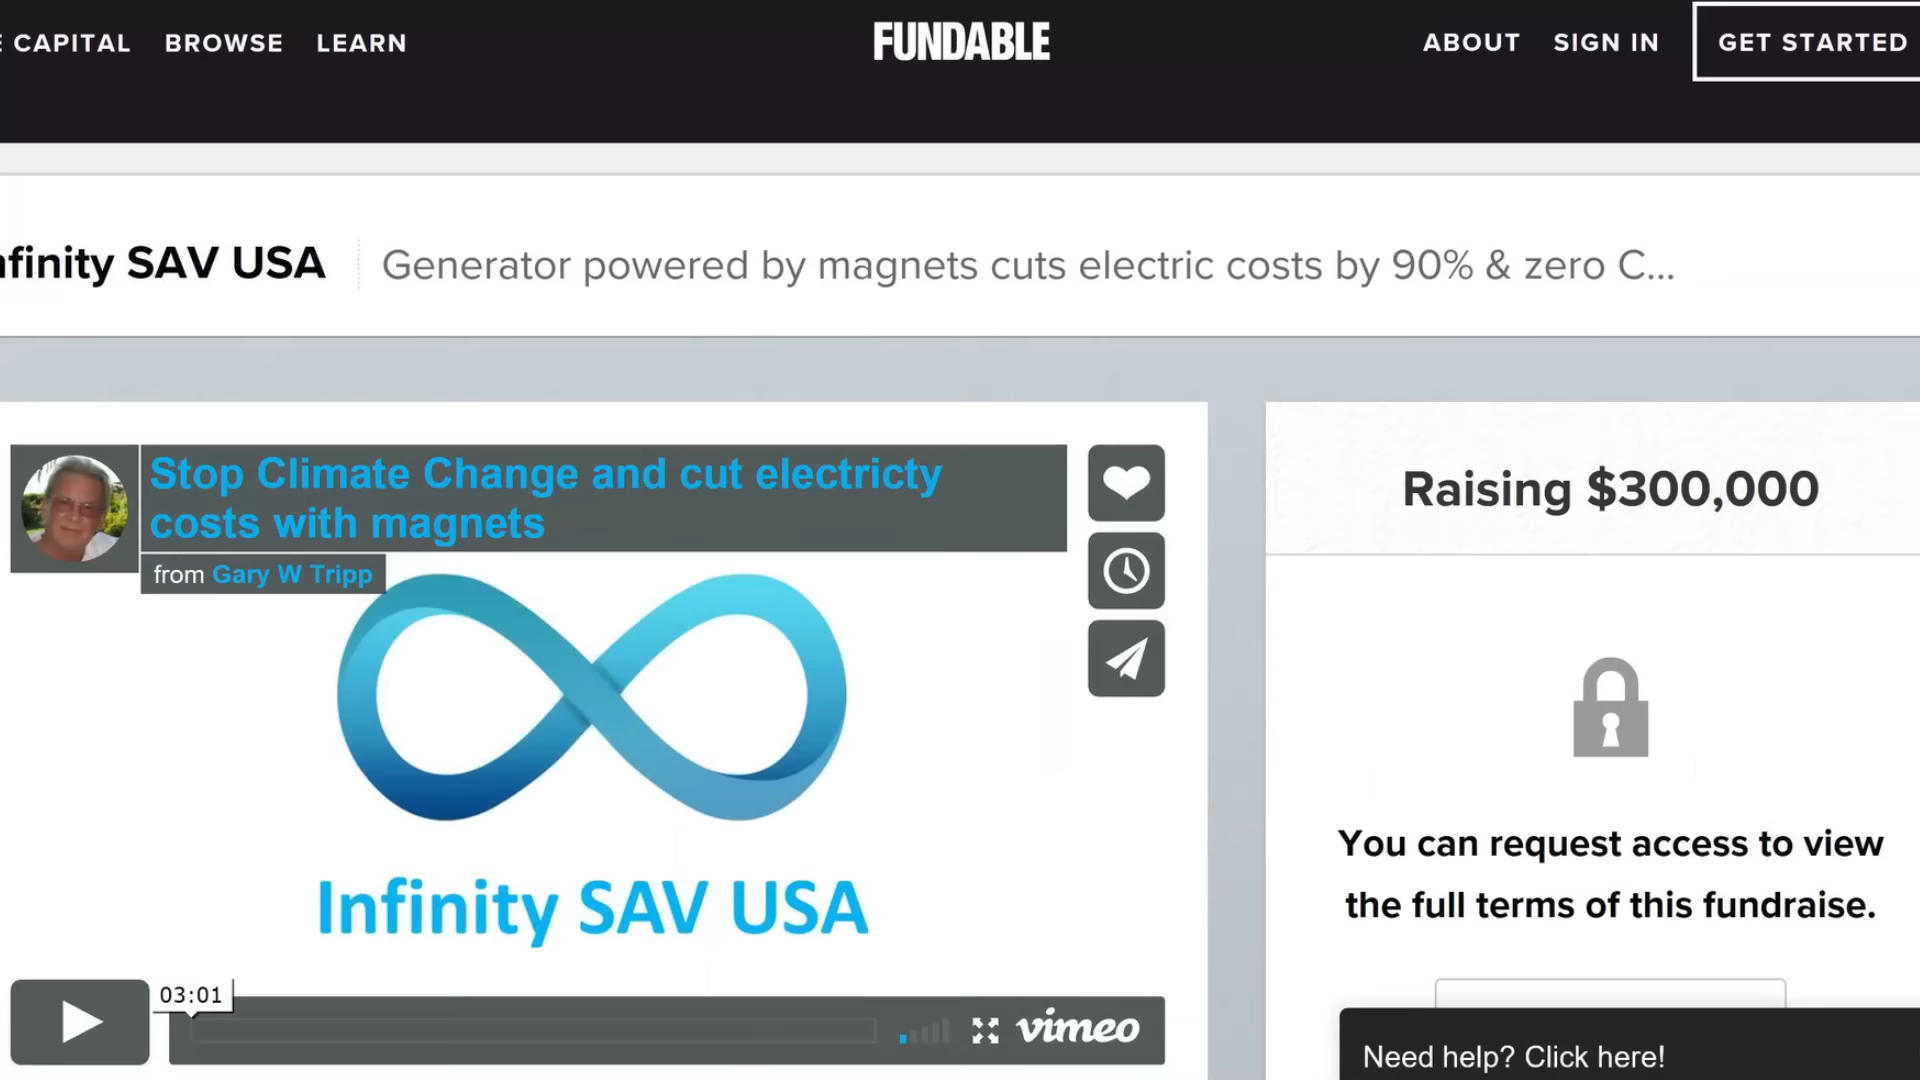 CAPITAL BROWSE LEARN FUNDABLE ABOUT SIGN IN GET STARTED
nfinity SAV USA Generator powered by magnets cuts electric costs by 90% & zero C...
Stop Climate Change and cut electricty
costs with magnets
from Gary W Tripp
Infinity SAV USA
03:01
vimeo
Raising $300,000
You can request access to view
the full terms of this fundraise.
Need help? Click here!